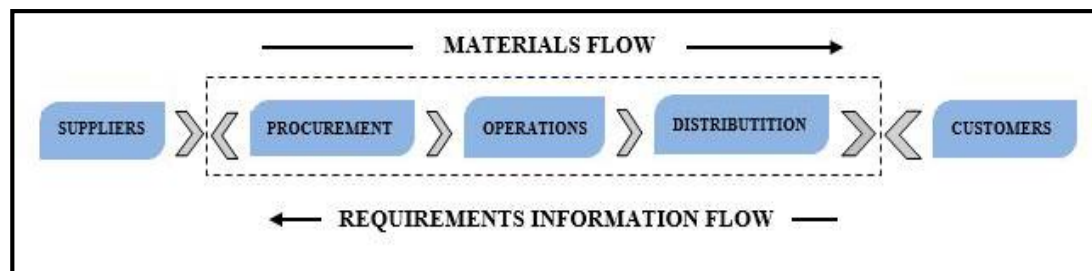 MATERIALS FLOW
SUPPLIERS
PROCUREMENT
OPERATIONS
DISTRIBUTITION
CUSTOMERS
REQUIREMENTS INFORMATION FLOW